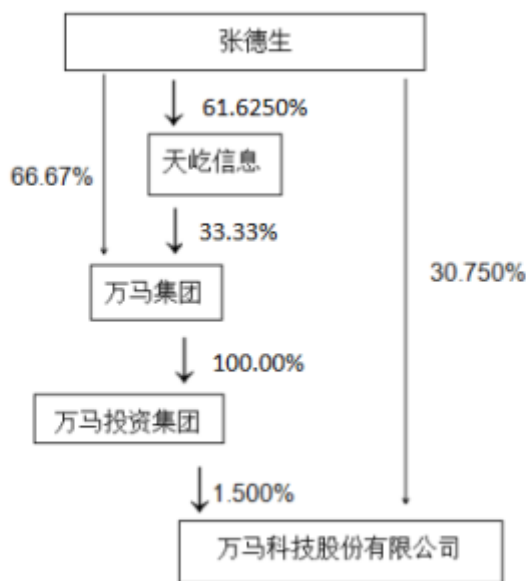 张德生
61.6250%
天屹信息
66.67%
33.33%
万马集团
30.750%
100.00%
万马投资集团
1.500%
万马科技股份有限公司